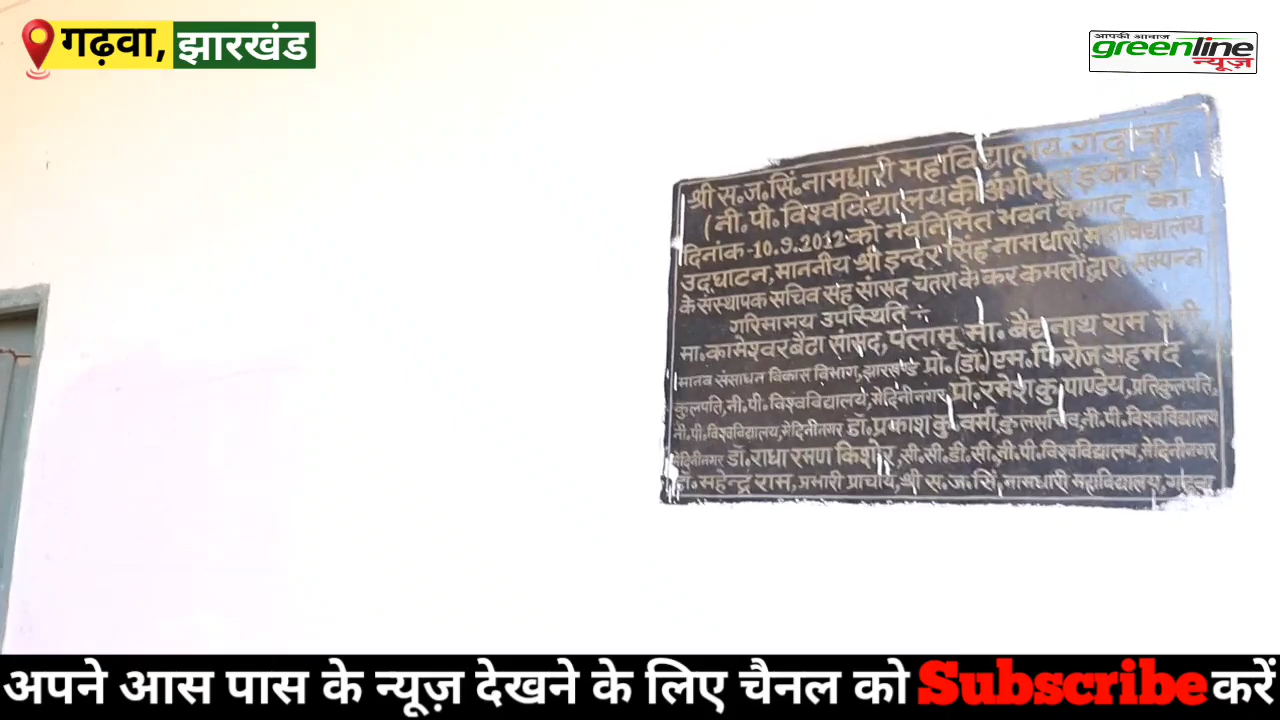 गढ़वा, झारखंड
आपकी आवाज
greenline
न्यूज़
श्री स.ज.सिं.नामधारी महाविद्यालय,गढ़वा
(नी.पी. विश्वविद्यालय की अंगीभूत इकाई)
दिनांक-10.9.2012 को नवनिर्मित भवन कणाद् का
उद्घाटन,माननीय श्री इन्दर सिंह नामधारी,महाविद्यालय
के संस्थापक सचिव सह सांसद चतरा के कर कमलों द्वारा सम्पन्न
गरिमामय उपस्थिति ÷
मा.कामेश्वर बैठा सांसद, पलामू मा. बैद्यनाथ राम मंत्री
मानव संसाधन विकास विभाग,झारखण्ड प्रो.(डॉ.)एम.फिरोज अहमद
कुलपति,नी.पी.विश्वविद्यालय,मेदिनीनगर प्रो.रमेश कु पाण्डेय,प्रतिकुलपति,
नी.पी.विश्वविद्यालय,मेदिनीनगर डॉ.प्रकाश कु वर्मा,कुलसचिव,नी.पी.विश्वविद्यालय
मेदिनीनगर डॉ.राधा रमण किशोर,सी.सी.डी.सी.,नी.पी.विश्वविद्यालय,मेदिनीनगर
महेन्द्र राम,प्रभारी प्राचार्य,श्री स.ज.सिं.नामधारी महाविद्यालय,गढ़वा
अपने आस पास के न्यूज़ देखने के लिए चैनल को Subscribe करें